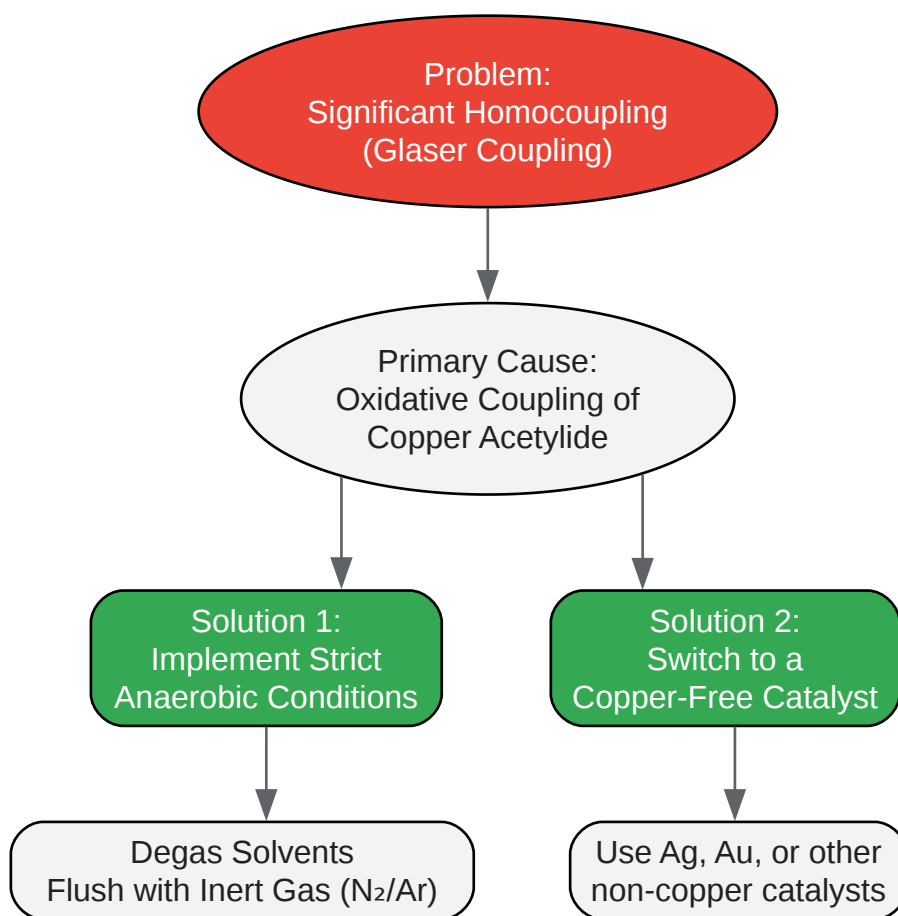 Problem:
Significant Homocoupling
(Glaser Coupling)
Primary Cause:
Oxidative Coupling of
Copper Acetylide
Solution 1:
Implement Strict
Anaerobic Conditions
Solution 2:
Switch to a
Copper-Free Catalyst
Degas Solvents
Flush with Inert Gas (N₂/Ar)
Use Ag, Au, or other
non-copper catalysts